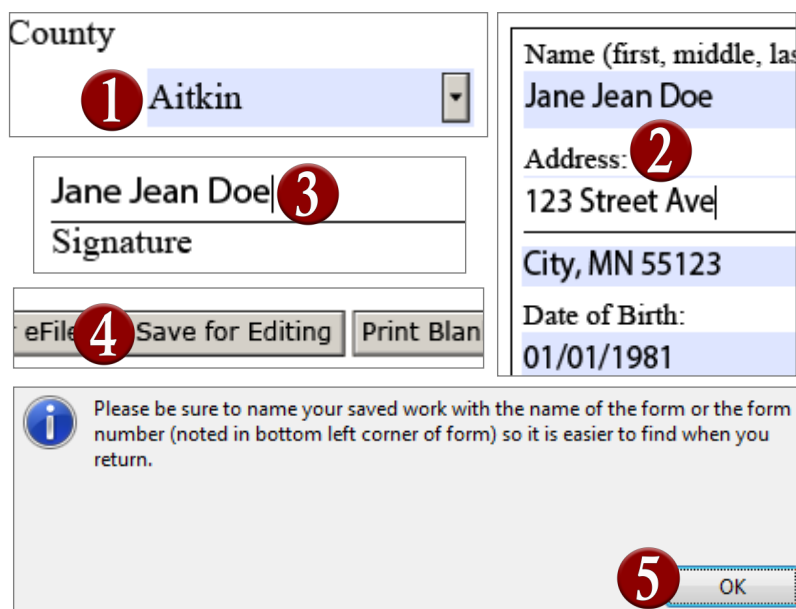 County
1 Aitkin
Name (first, middle, las
Jane Jean Doe
Address: 2
123 Street Ave
City, MN 55123
Date of Birth:
01/01/1981
Jane Jean Doe 3
Signature
r eFile 4 Save for Editing Print Blan
Please be sure to name your saved work with the name of the form or the form
number (noted in bottom left corner of form) so it is easier to find when you
return.
5 OK